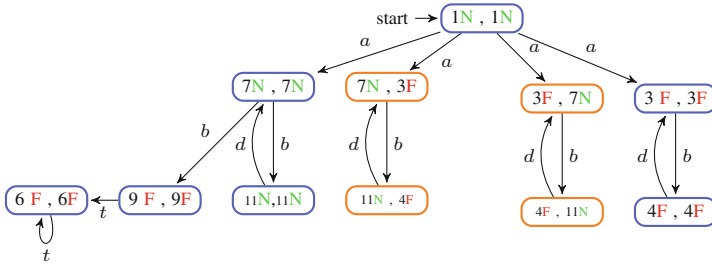 start 1N , 1N
a a a a
7N , 7N 7N , 3F 3F , 7N 3 F , 3F
b d b d b d b d b
6 F , 6F t 9 F , 9F 11N,11N 11N , 4F 4F , 11N 4F , 4F
t